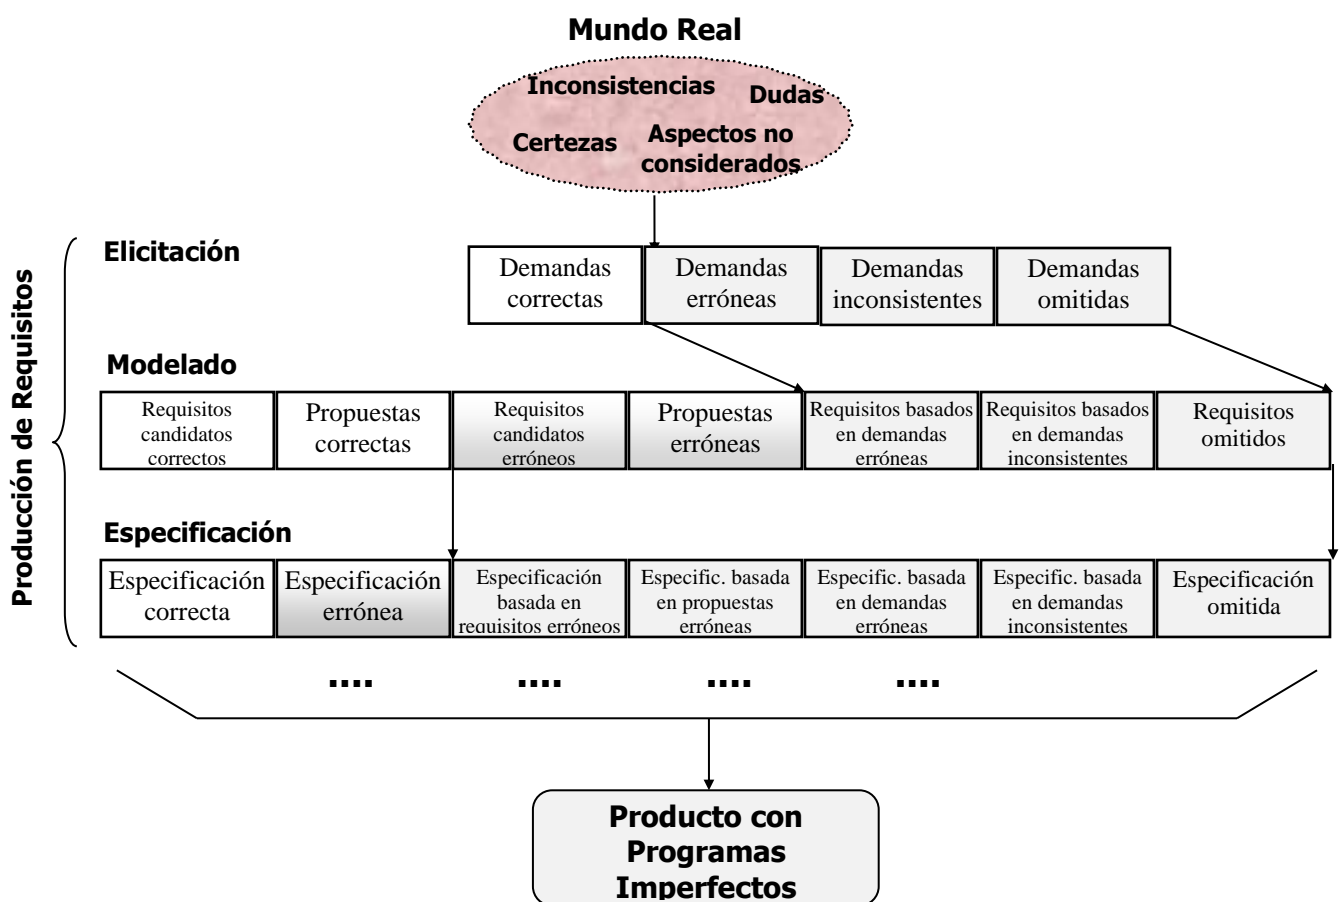 Mundo Real
Inconsistencias
Dudas
Certezas
Aspectos no
considerados
Producción de Requisitos
Elicitación
Demandas
correctas
Demandas
erróneas
Demandas
inconsistentes
Demandas
omitidas
Modelado
Requisitos
candidatos
correctos
Propuestas
correctas
Requisitos
candidatos
erróneos
Propuestas
erróneas
Requisitos basados
en demandas
erróneas
Requisitos basados
en demandas
inconsistentes
Requisitos
omitidos
Especificación
Especificación
correcta
Especificación
errónea
Especificación
basada en
requisitos erróneos
Especific. basada
en propuestas
erróneas
Especific. basada
en demandas
erróneas
Especific. basada
en demandas
inconsistentes
Especificación
omitida
.... .... .... ....
Producto con
Programas
Imperfectos